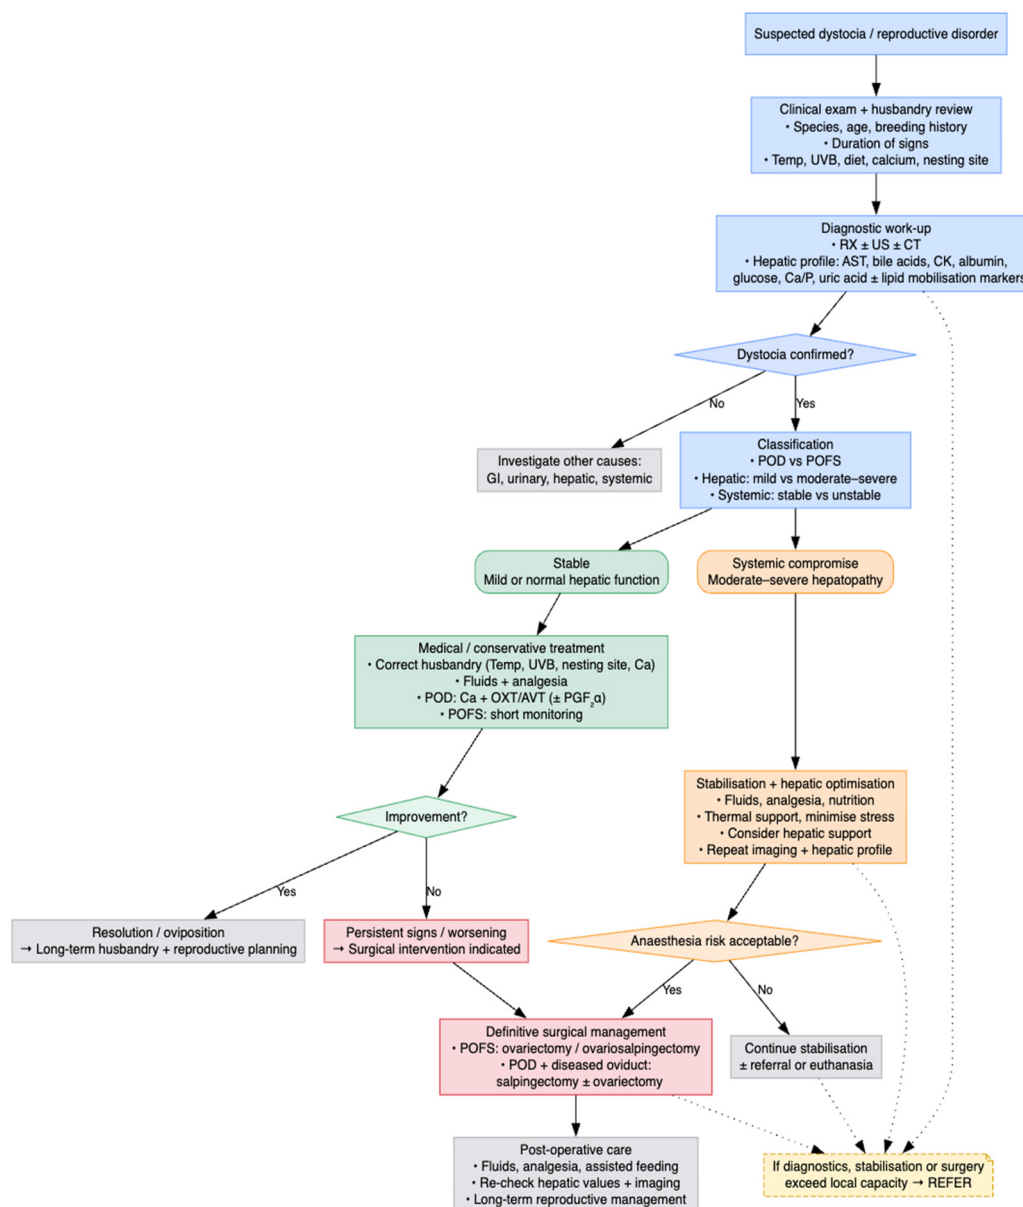 Suspected dystocia / reproductive disorder
Clinical exam + husbandry review
• Species, age, breeding history
• Duration of signs
• Temp, UVB, diet, calcium, nesting site
Diagnostic work-up
• RX ± US ± CT
• Hepatic profile: AST, bile acids, CK, albumin,
glucose, Ca/P, uric acid ± lipid mobilisation markers
Dystocia confirmed?
No
Yes
Investigate other causes:
GI, urinary, hepatic, systemic
Classification
• POD vs POFS
• Hepatic: mild vs moderate–severe
• Systemic: stable vs unstable
Stable
Mild or normal hepatic function
Systemic compromise
Moderate–severe hepatopathy
Medical / conservative treatment
• Correct husbandry (Temp, UVB, nesting site, Ca)
• Fluids + analgesia
• POD: Ca + OXT/AVT (± PGF₂α)
• POFS: short monitoring
Stabilisation + hepatic optimisation
• Fluids, analgesia, nutrition
• Thermal support, minimise stress
• Consider hepatic support
• Repeat imaging + hepatic profile
Improvement?
Yes
No
Resolution / oviposition
→ Long-term husbandry + reproductive planning
Persistent signs / worsening
→ Surgical intervention indicated
Anaesthesia risk acceptable?
Yes
No
Definitive surgical management
• POFS: ovariectomy / ovariosalpingectomy
• POD + diseased oviduct:
salpingectomy ± ovariectomy
Continue stabilisation
± referral or euthanasia
Post-operative care
• Fluids, analgesia, assisted feeding
• Re-check hepatic values + imaging
• Long-term reproductive management
If diagnostics, stabilisation or surgery
exceed local capacity → REFER